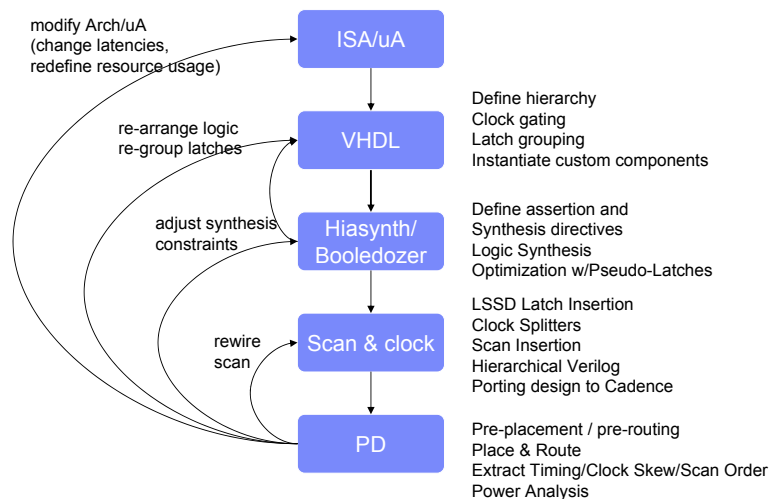 modify Arch/uA
(change latencies,
redefine resource usage)
ISA/uA
re-arrange logic
re-group latches
VHDL
Define hierarchy
Clock gating
Latch grouping
Instantiate custom components
adjust synthesis
constraints
Hiasynth/
Booledozer
Define assertion and
Synthesis directives
Logic Synthesis
Optimization w/Pseudo-Latches
rewire
scan
Scan & clock
LSSD Latch Insertion
Clock Splitters
Scan Insertion
Hierarchical Verilog
Porting design to Cadence
PD
Pre-placement / pre-routing
Place & Route
Extract Timing/Clock Skew/Scan Order
Power Analysis